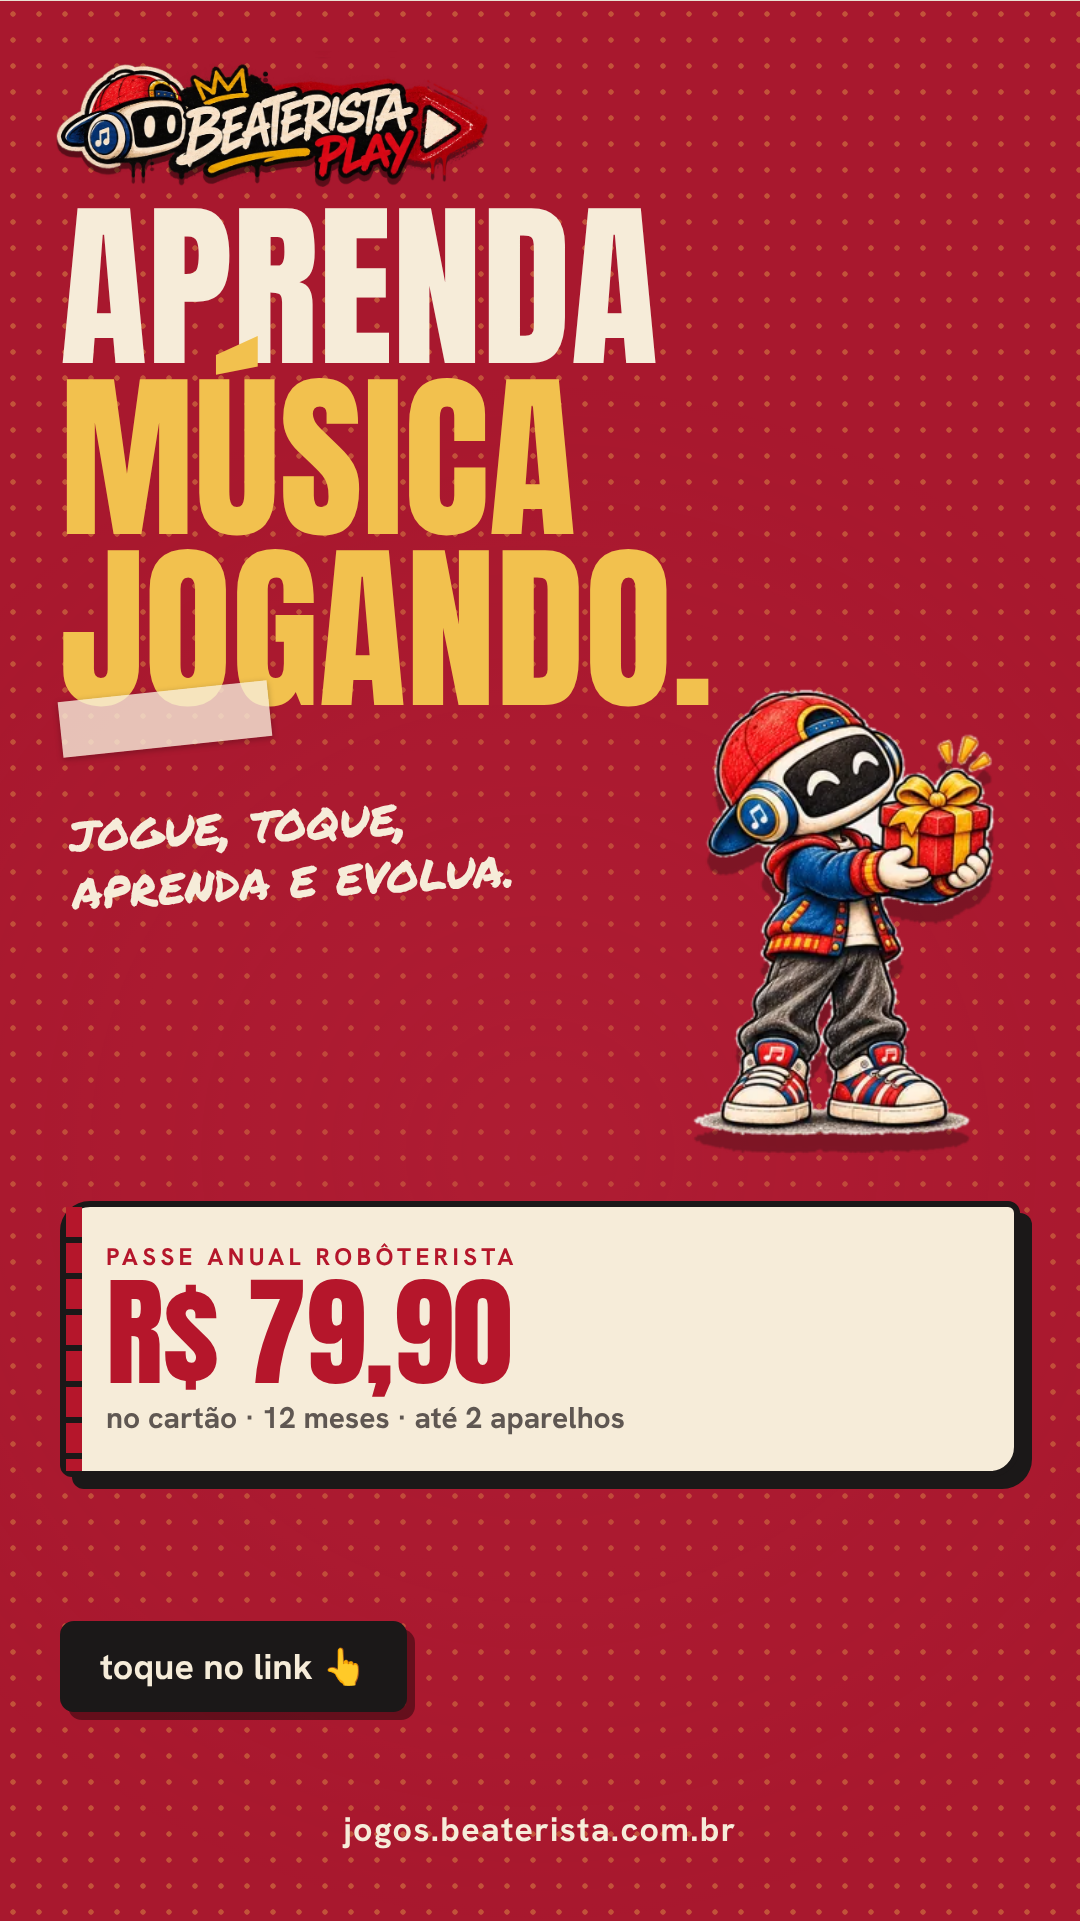 BEATERISTA
PLAY
APRENDA
MÚSICA
JOGANDO.
JOGUE, TOQUE,
APRENDA E EVOLUA.
PASSE ANUAL ROBÔTERISTA
R$ 79,90
no cartão · 12 meses · até 2 aparelhos
toque no link 👆
jogos.beaterista.com.br